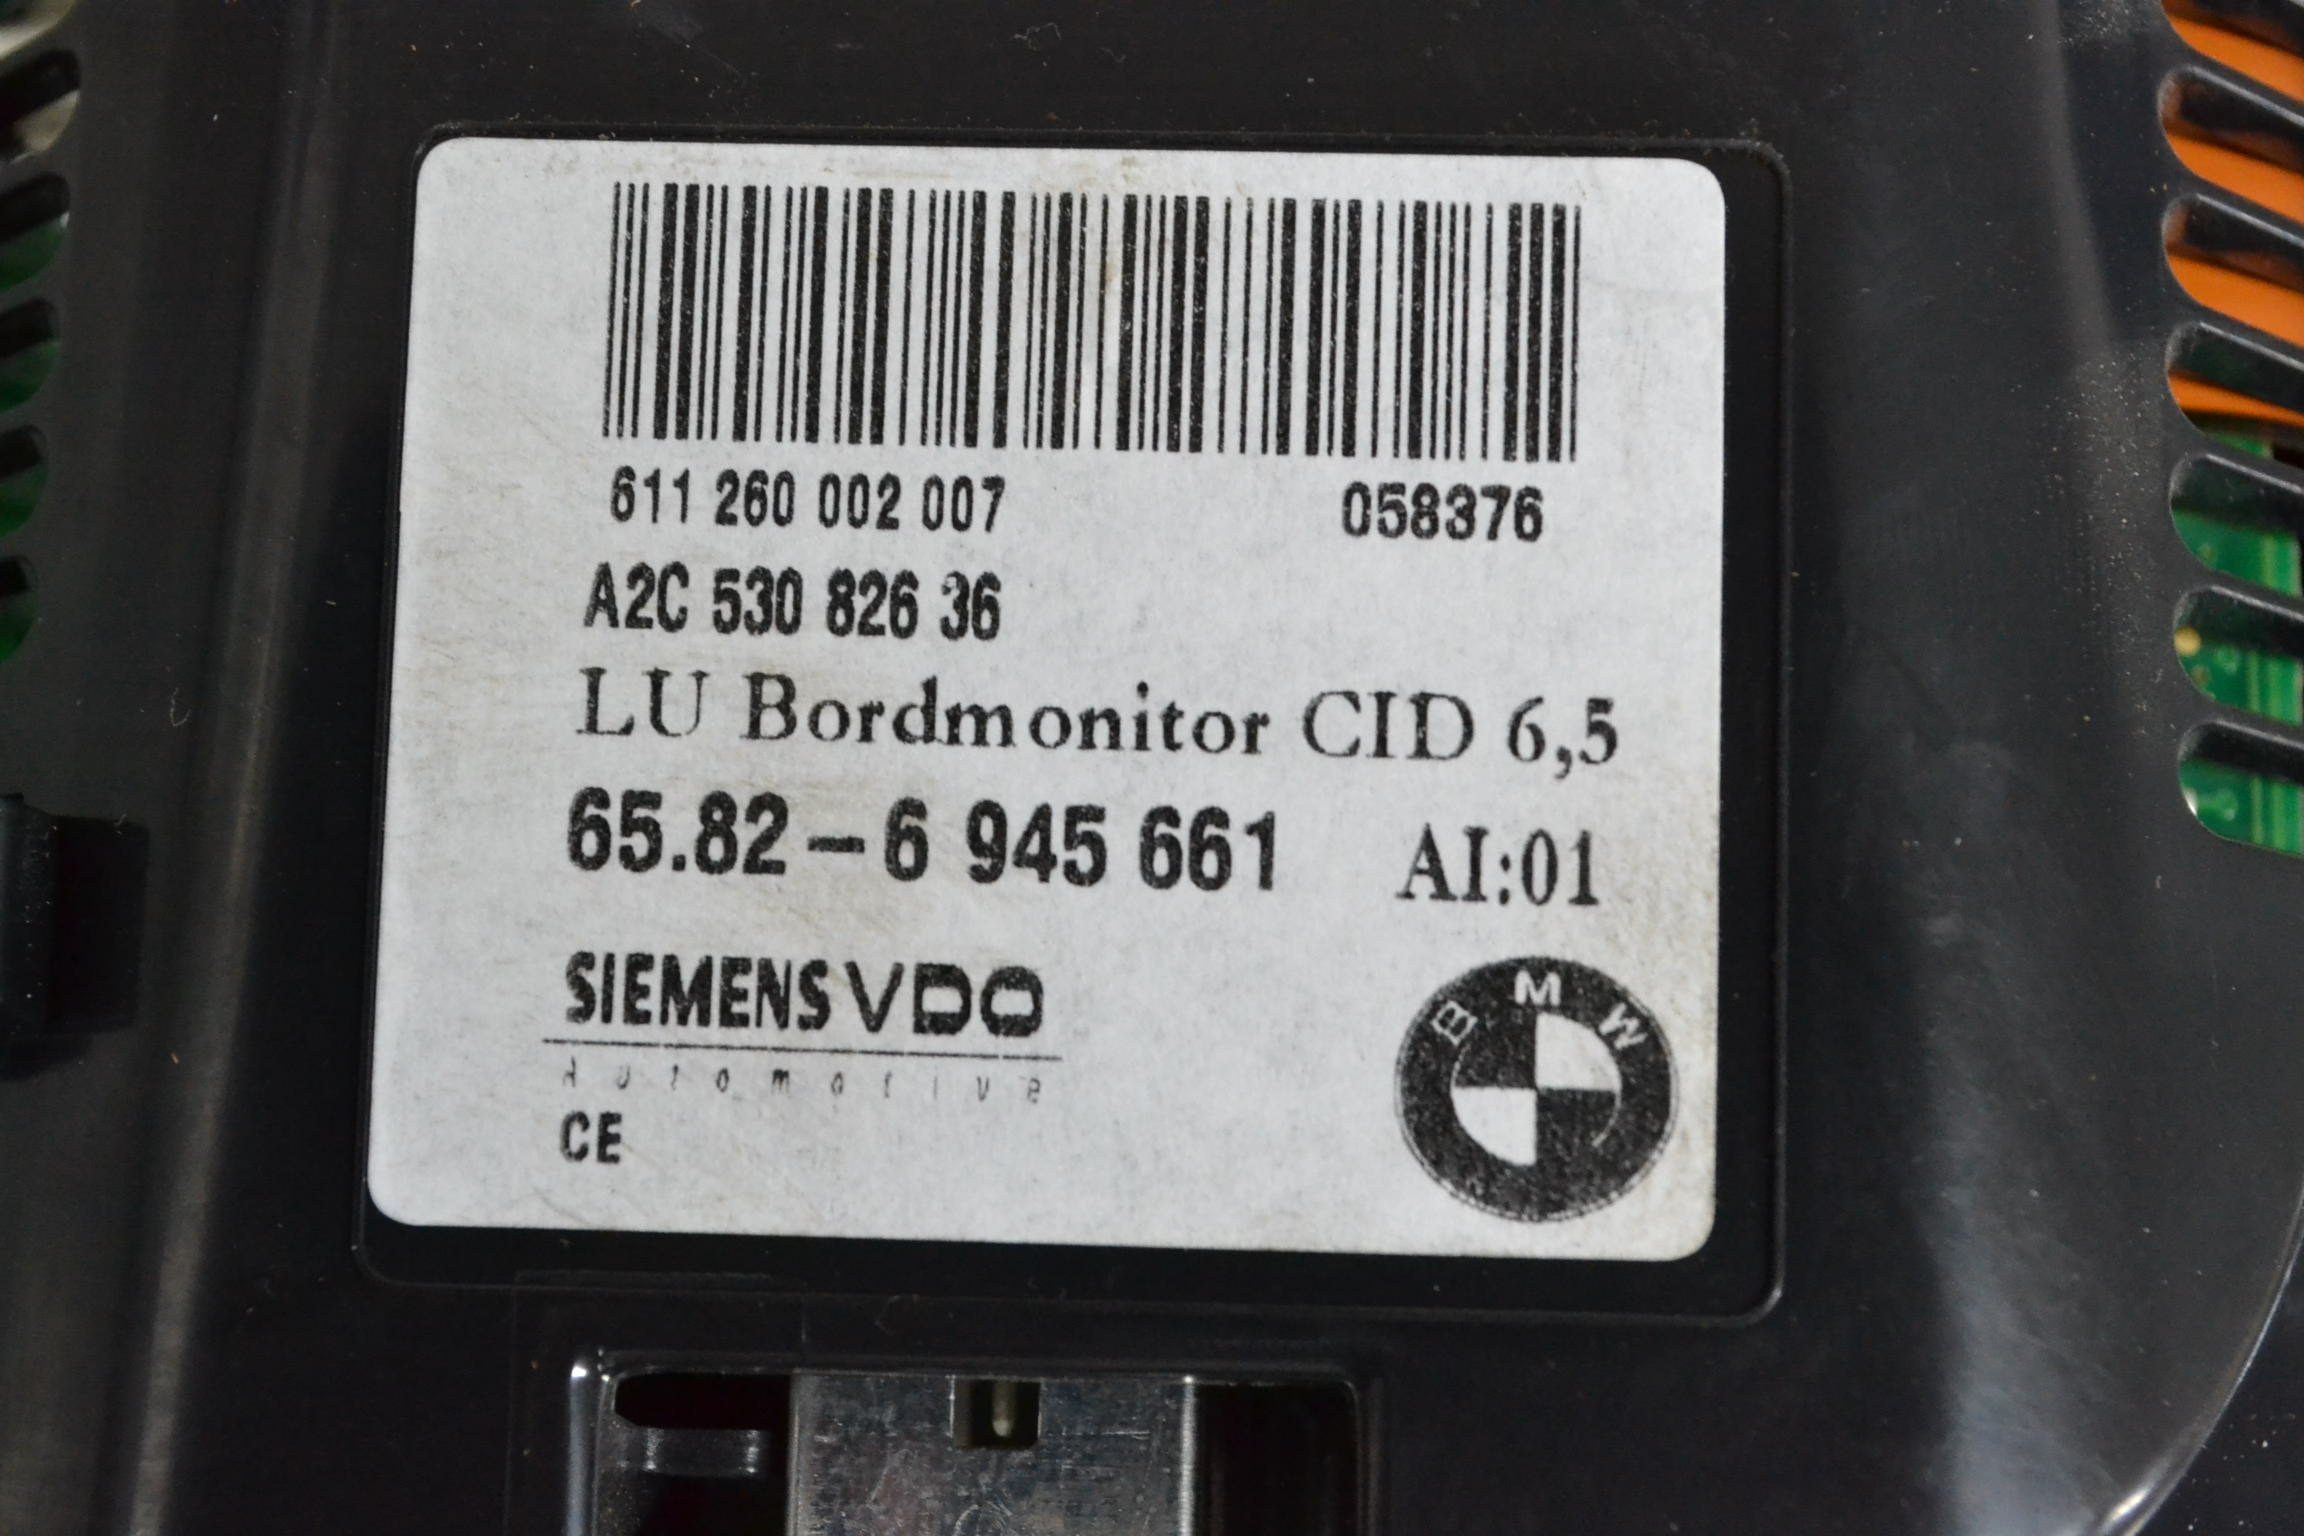 611 260 002 007 058376
A2C 530 826 36
LU Bordmonitor CID 6,5
65.82-6 945 661 AI:01
SIEMENS VDO
Automotive
CE
BMW